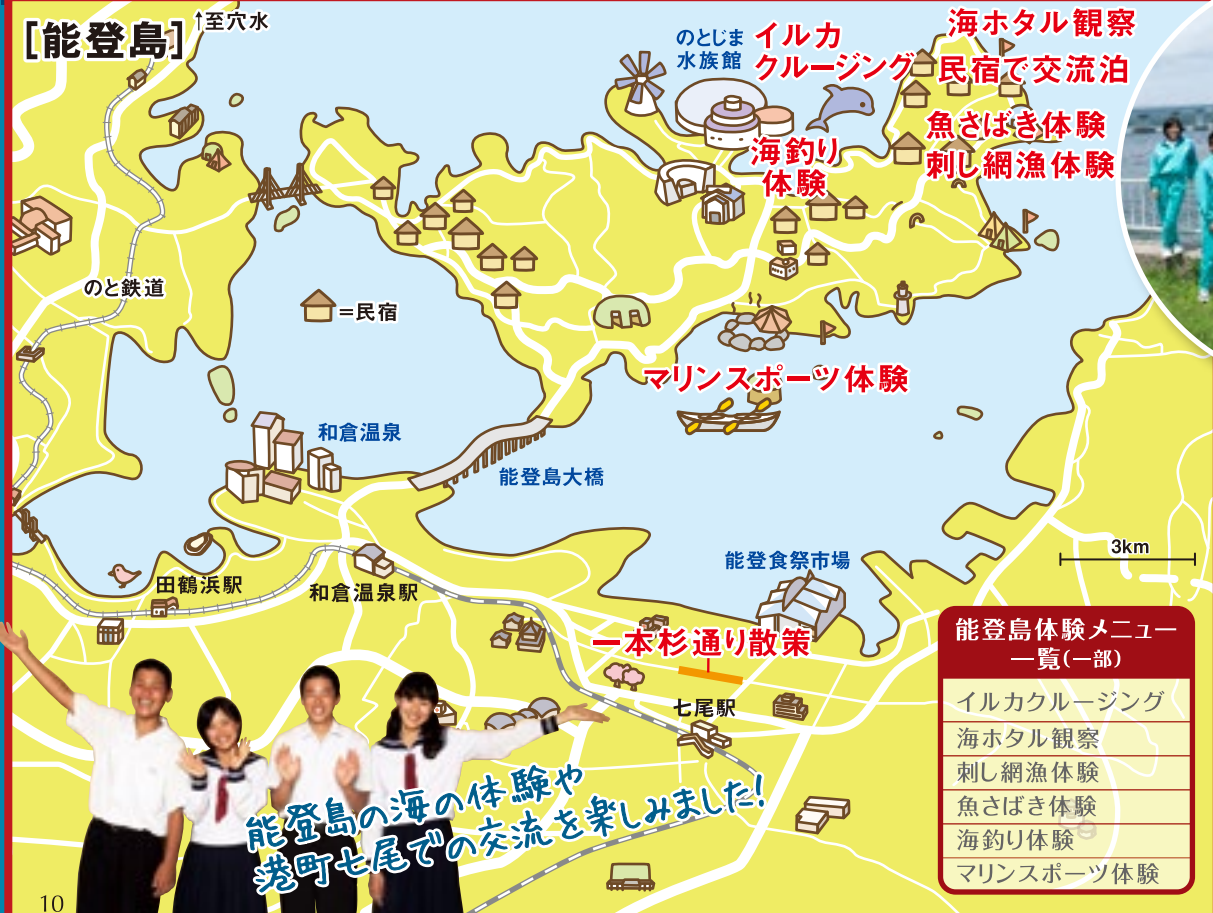 [能登島]
↑至穴水
のとじま
水族館
イルカ
クルージング
海ホタル観察
民宿で交流泊
魚さばき体験
刺し網漁体験
海釣り
体験
のと鉄道
=民宿
マリンスポーツ体験
和倉温泉
能登島大橋
能登食祭市場
3km
田鶴浜駅
和倉温泉駅
一本杉通り散策
七尾駅
能登島体験メニュー
一覧(一部)
イルカクルージング
海ホタル観察
刺し網漁体験
魚さばき体験
海釣り体験
マリンスポーツ体験
能登島の海の体験や
港町七尾での交流を楽しみました!
10